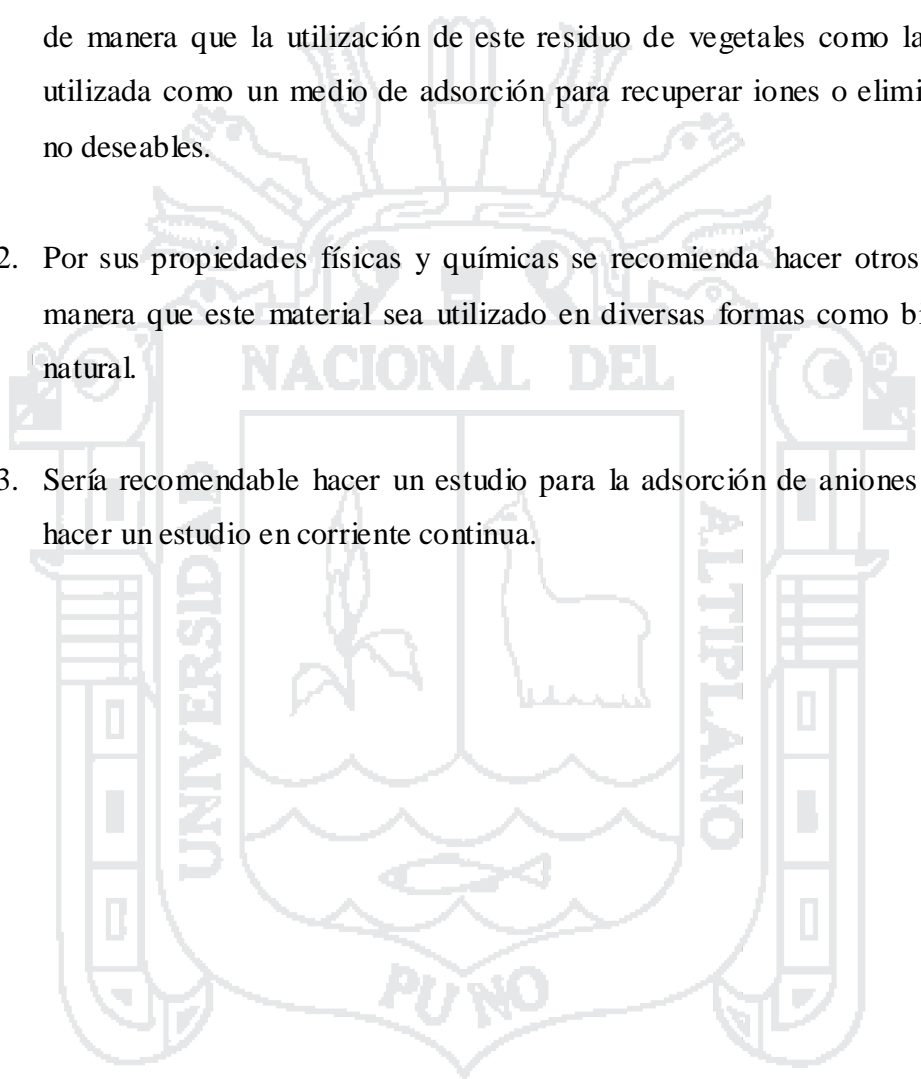 de manera que la utilización de este residuo de vegetales como la
utilizada como un medio de adsorción para recuperar iones o
no deseables.
2. Por sus propiedades físicas y químicas se recomienda hacer otros
manera que este material sea utilizado en diversas formas como
natural.
NACIONAL DEL
3. Sería recomendable hacer un estudio para la adsorción de aniones
hacer un estudio en corriente continua.
UNIVERSIDAD
ALTIPLANO
PUNO